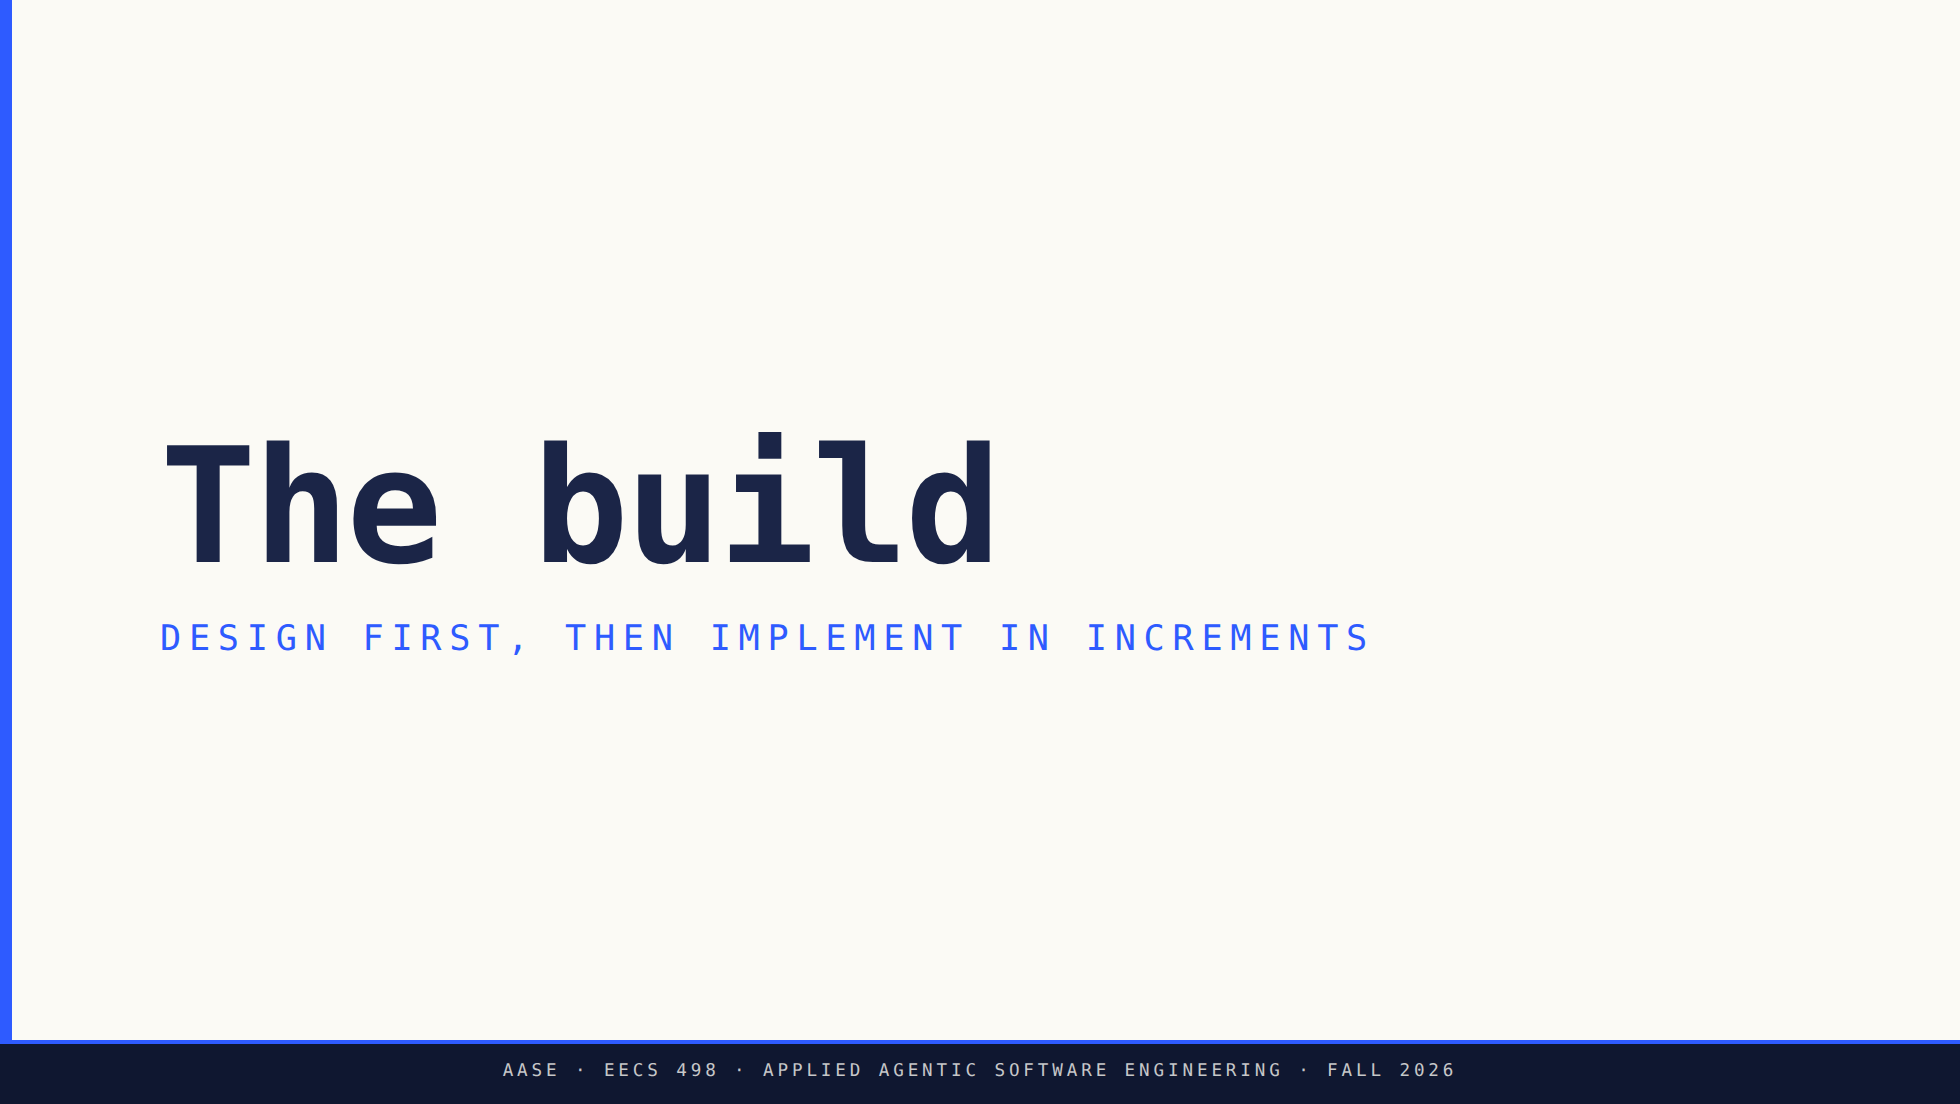 The build
DESIGN FIRST, THEN IMPLEMENT IN INCREMENTS
AASE · EECS 498 · APPLIED AGENTIC SOFTWARE ENGINEERING · FALL 2026